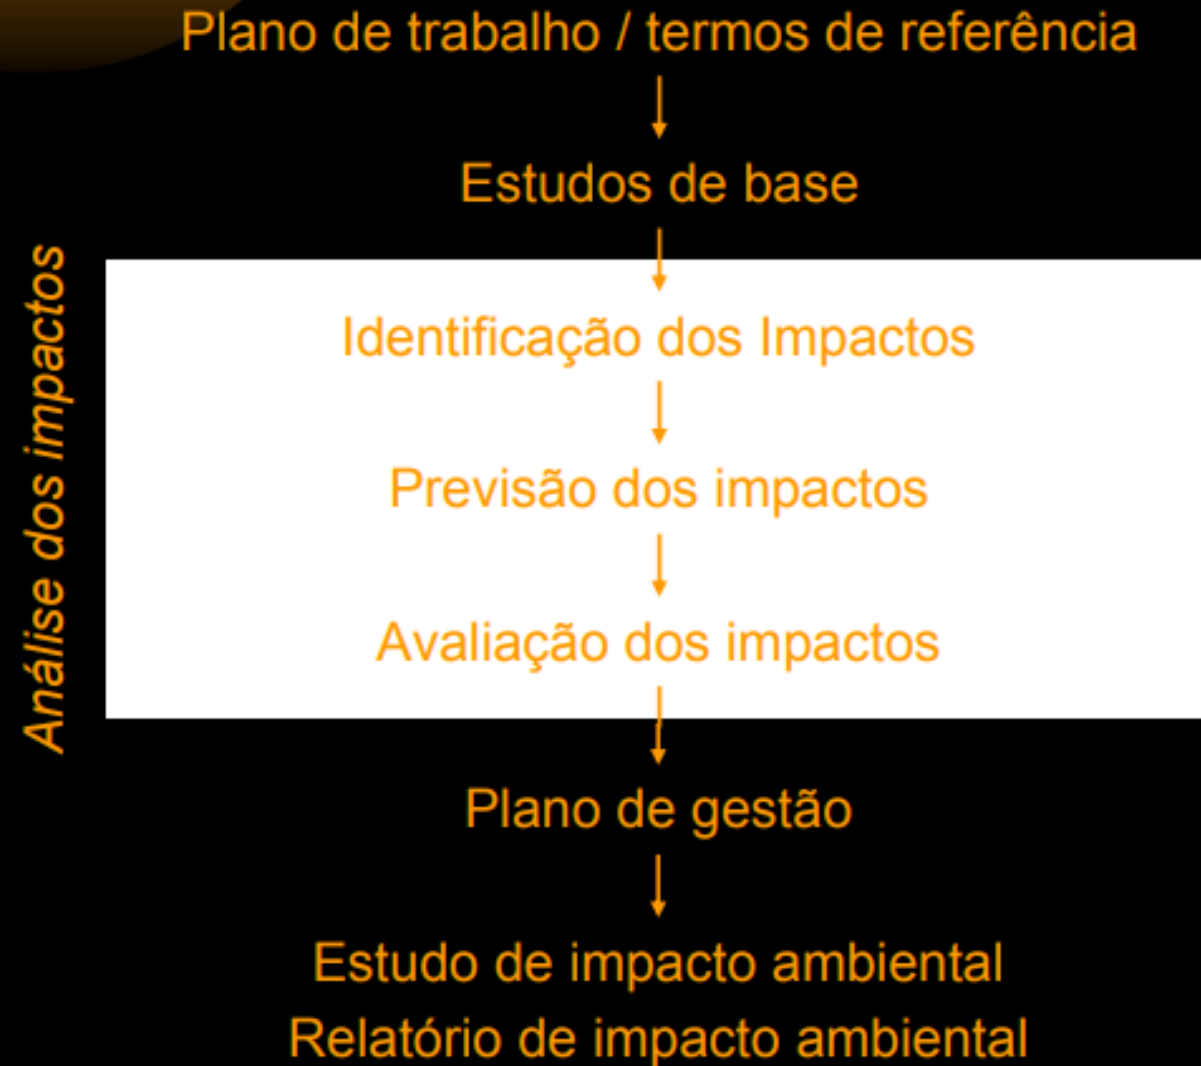 Plano de trabalho / termos de referência
Estudos de base
Análise dos impactos
Identificação dos Impactos
Previsão dos impactos
Avaliação dos impactos
Plano de gestão
Estudo de impacto ambiental
Relatório de impacto ambiental